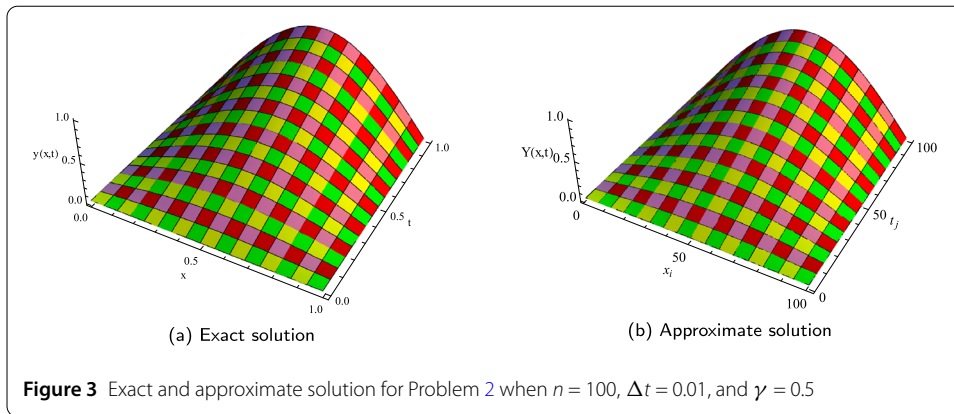 1.0
y(x,t)
0.5
0.0
0.0
0.5
x
1.0
0.0
0.5
t
1.0
(a) Exact solution
1.0
Y(x,t)
0.5
0.0
0
50
x_i
100
0
50
t_j
100
(b) Approximate solution
Figure 3 Exact and approximate solution for Problem 2 when n = 100, Δt = 0.01, and γ = 0.5